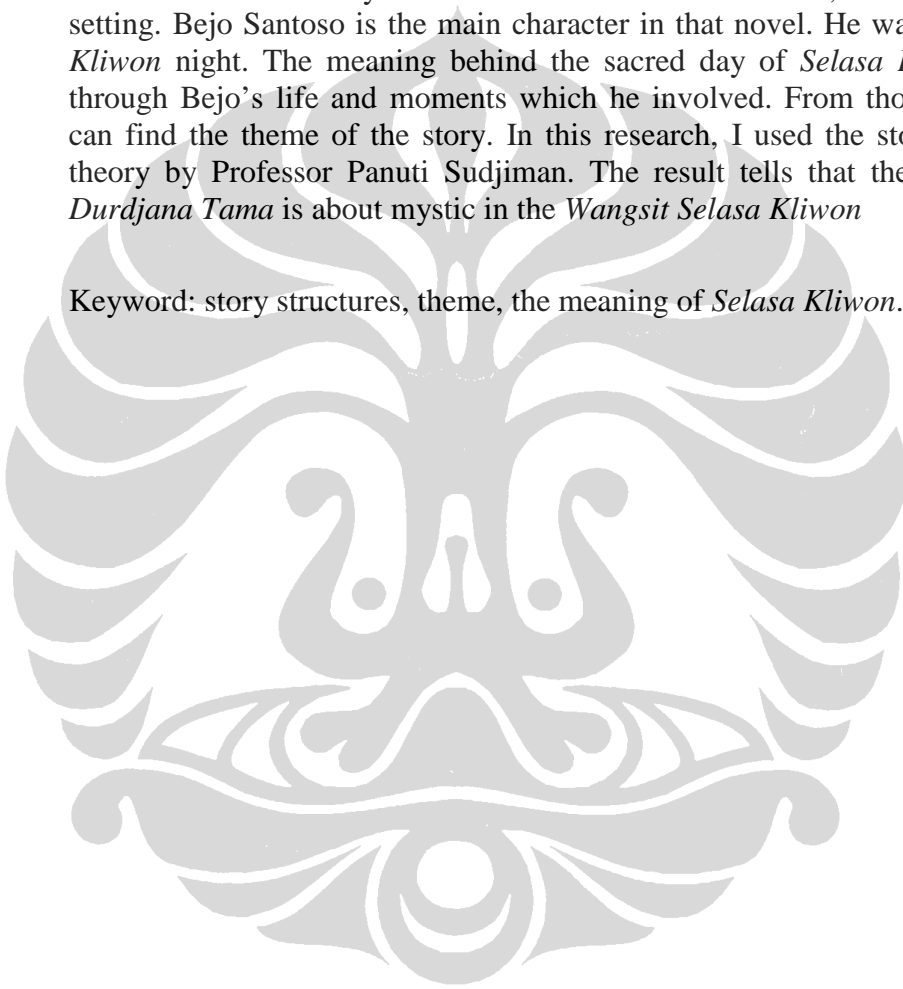 setting. Bejo Santoso is the main character in that novel. He wa
Kliwon night. The meaning behind the sacred day of Selasa
through Bejo's life and moments which he involved. From tho
can find the theme of the story. In this research, I used the sto
theory by Professor Panuti Sudjiman. The result tells that the
Durdjana Tama is about mystic in the Wangsit Selasa Kliwon
Keyword: story structures, theme, the meaning of Selasa Kliwon.